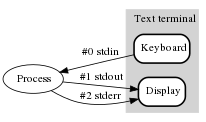 Text terminal
Keyboard
#0 stdin
Process
#1 stdout
Display
#2 stderr